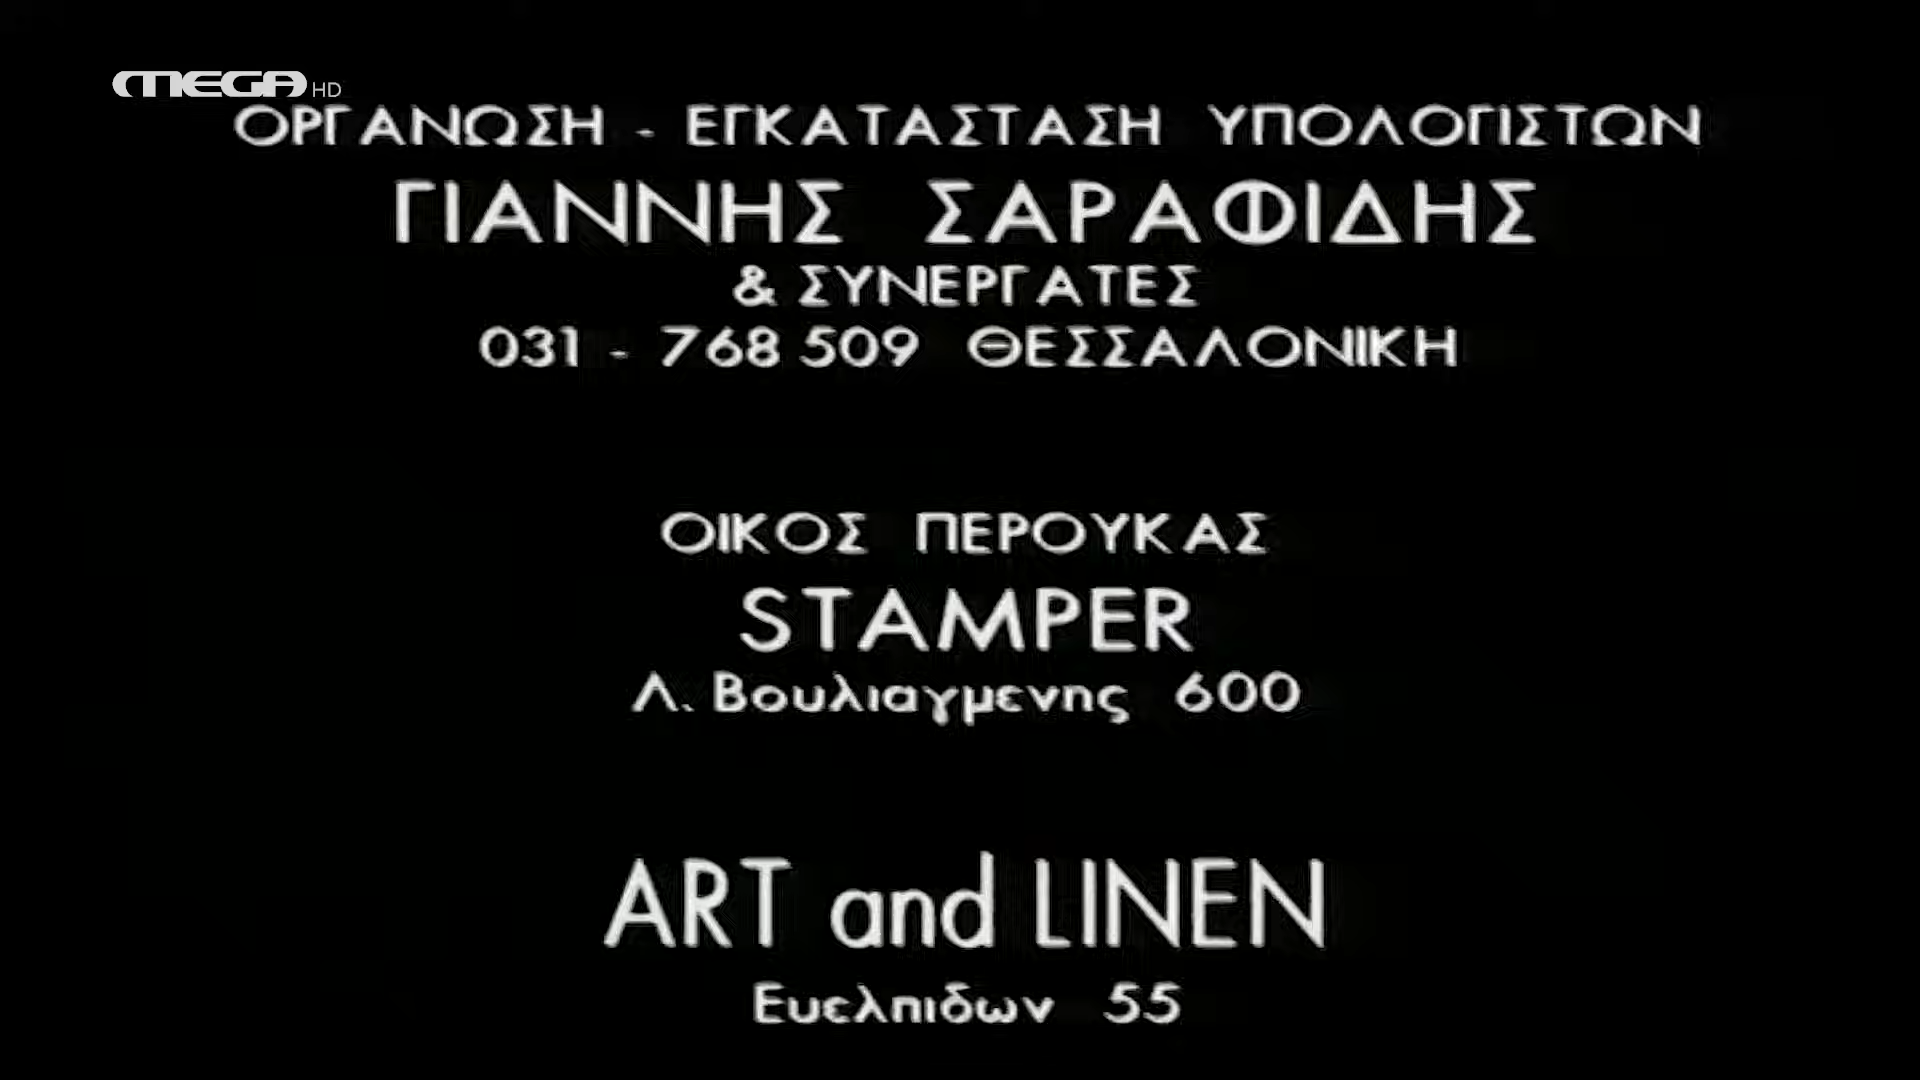 MEGA HD
ΟΡΓΑΝΩΣΗ - ΕΓΚΑΤΑΣΤΑΣΗ ΥΠΟΛΟΓΙΣΤΩΝ
ΓΙΑΝΝΗΣ ΣΑΡΑΦΙΔΗΣ
& ΣΥΝΕΡΓΑΤΕΣ
031 - 768 509 ΘΕΣΣΑΛΟΝΙΚΗ
ΟΙΚΟΣ ΠΕΡΟΥΚΑΣ
STAMPER
Λ. Βουλιαγμενης 600
ART and LINEN
Ευελπιδων 55